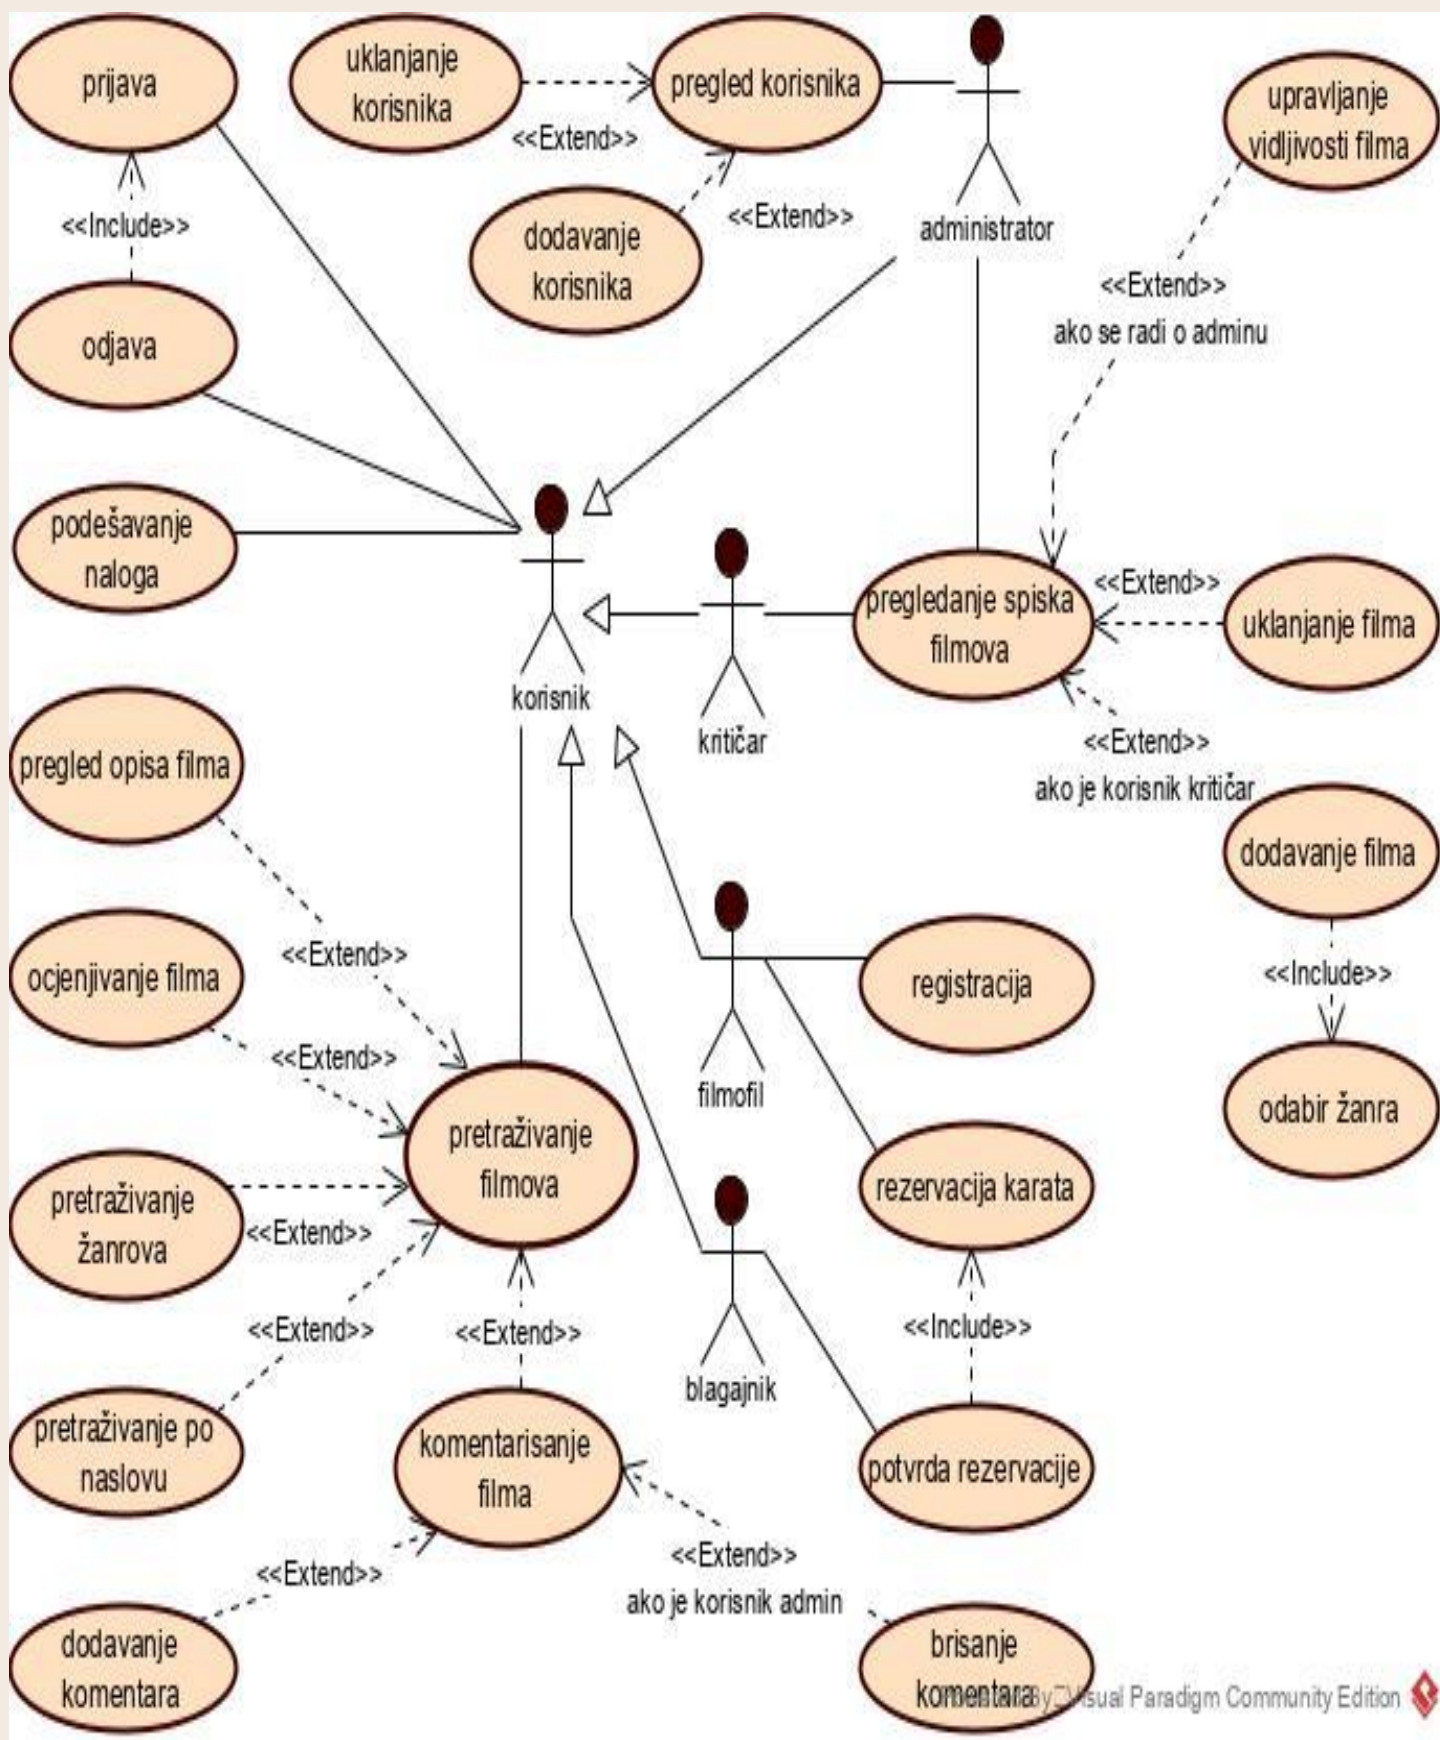 prijava
uklanjanje
korisnika
<<Extend>>
pregled korisnika
administrator
upravljanje
vidljivosti filma
<<Include>>
dodavanje
korisnika
<<Extend>>
<<Extend>>
ako se radi o adminu
odjava
podešavanje
naloga
korisnik
kritičar
pregledanje spiska
filmova
<<Extend>>
uklanjanje filma
<<Extend>>
ako je korisnik kritičar
pregled opisa filma
dodavanje filma
<<Extend>>
ocjenjivanje filma
<<Extend>>
registracija
<<Include>>
filmofil
odabir žanra
pretraživanje
filmova
pretraživanje
žanrova
<<Extend>>
rezervacija karata
<<Extend>>
<<Extend>>
<<Include>>
blagajnik
pretraživanje po
naslovu
komentarisanje
filma
potvrda rezervacije
<<Extend>>
<<Extend>>
ako je korisnik admin
dodavanje
komentara
brisanje
komentara
By Visual Paradigm Community Edition